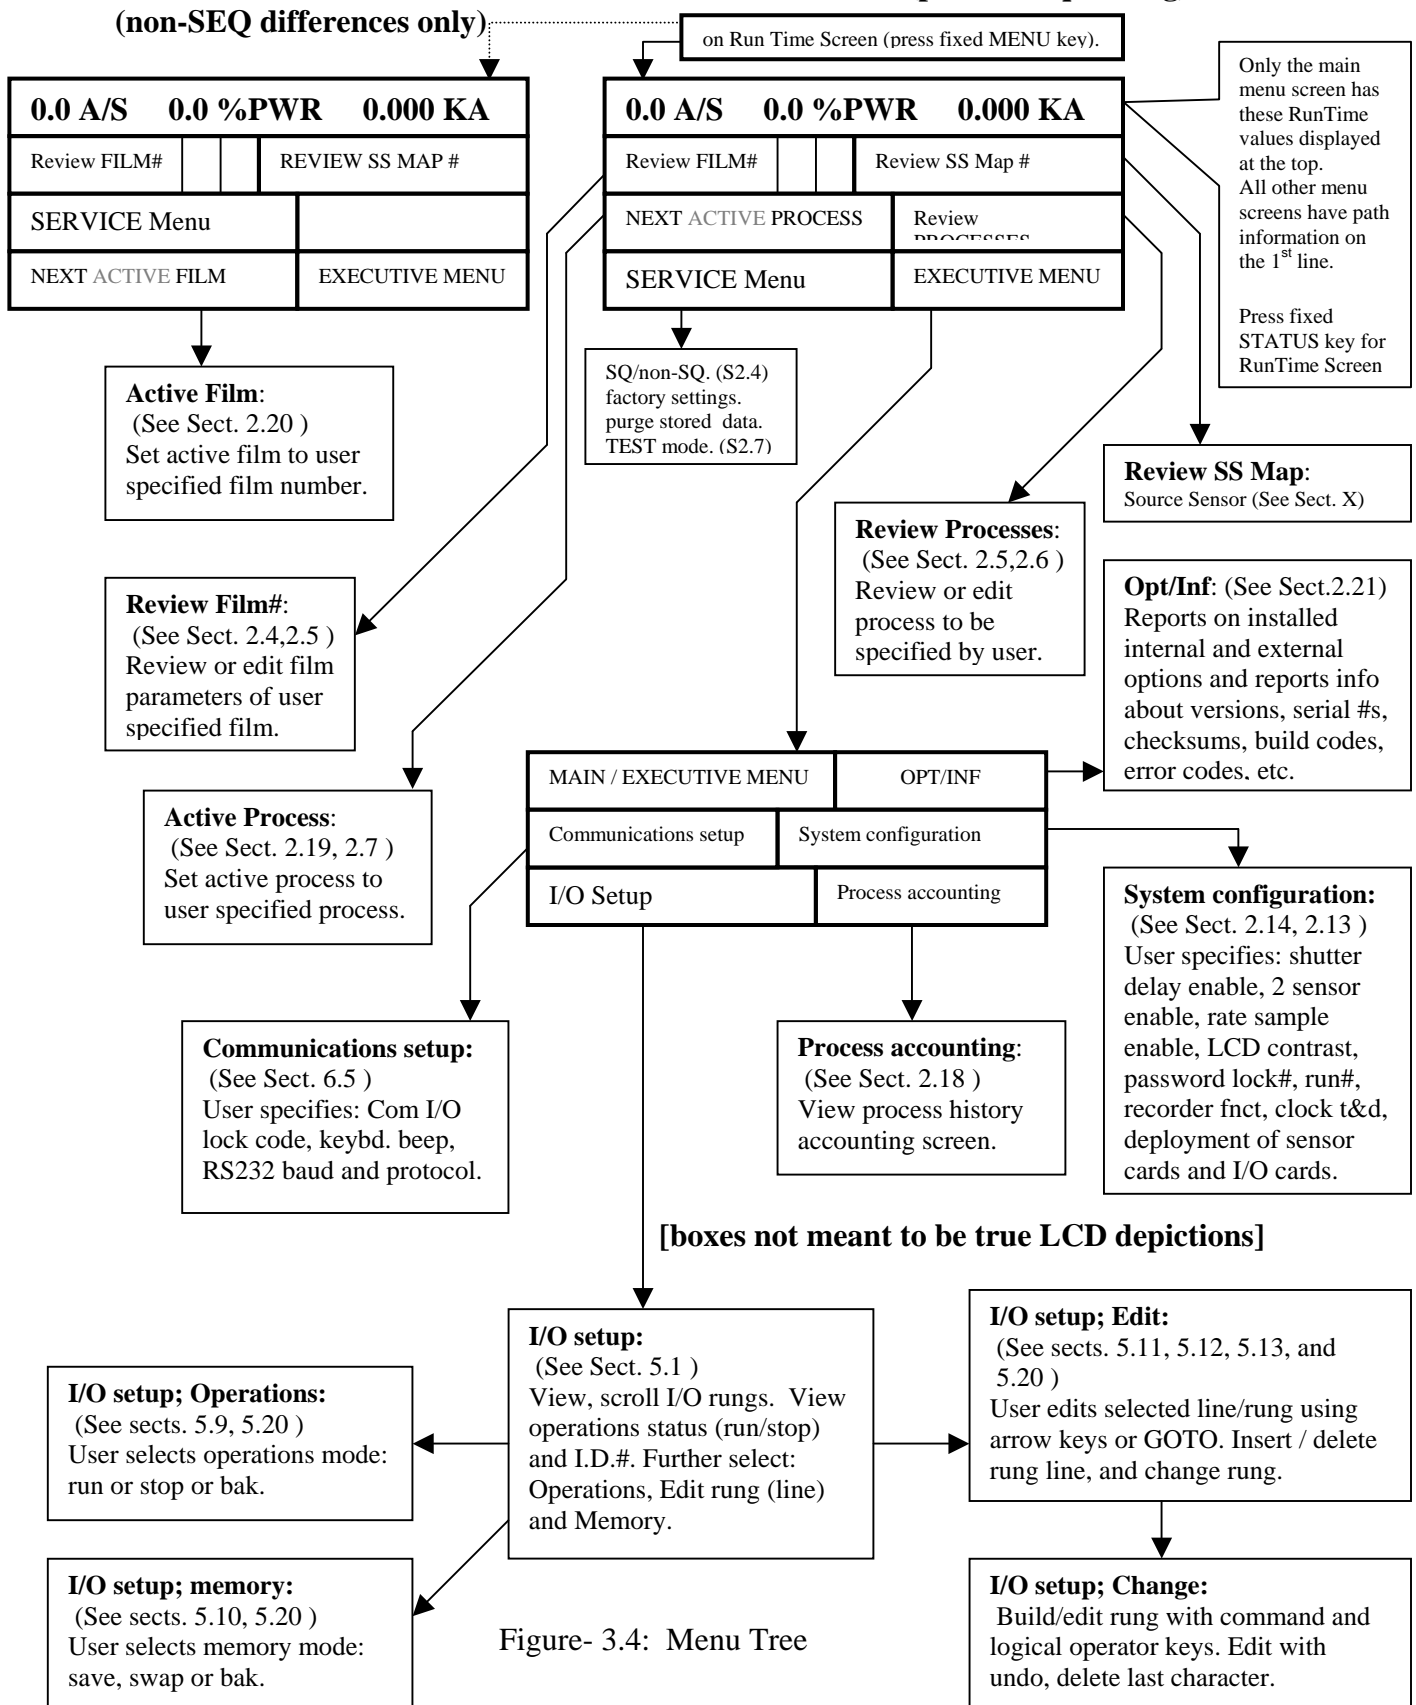 (non-SEQ differences only)
on Run Time Screen (press fixed MENU key).
0.0 A/S 0.0 %PWR 0.000 KA
Review FILM# REVIEW SS MAP #
SERVICE Menu
NEXT ACTIVE FILM EXECUTIVE MENU
0.0 A/S 0.0 %PWR 0.000 KA
Review FILM# Review SS Map #
NEXT ACTIVE PROCESS Review
PROCESSES
SERVICE Menu EXECUTIVE MENU
Only the main
menu screen has
these RunTime
values displayed
at the top.
All other menu
screens have path
information on
the 1st line.
Press fixed
STATUS key for
RunTime Screen
Active Film:
(See Sect. 2.20 )
Set active film to user
specified film number.
SQ/non-SQ. (S2.4)
factory settings.
purge stored data.
TEST mode. (S2.7)
Review SS Map:
Source Sensor (See Sect. X)
Review Processes:
(See Sect. 2.5,2.6 )
Review or edit
process to be
specified by user.
Opt/Inf: (See Sect.2.21)
Reports on installed
internal and external
options and reports info
about versions, serial #s,
checksums, build codes,
error codes, etc.
Review Film#:
(See Sect. 2.4,2.5 )
Review or edit film
parameters of user
specified film.
MAIN / EXECUTIVE MENU OPT/INF
Communications setup System configuration
I/O Setup Process accounting
Active Process:
(See Sect. 2.19, 2.7 )
Set active process to
user specified process.
System configuration:
(See Sect. 2.14, 2.13 )
User specifies: shutter
delay enable, 2 sensor
enable, rate sample
enable, LCD contrast,
password lock#, run#,
recorder fnct, clock t&d,
deployment of sensor
cards and I/O cards.
Communications setup:
(See Sect. 6.5 )
User specifies: Com I/O
lock code, keybd. beep,
RS232 baud and protocol.
Process accounting:
(See Sect. 2.18 )
View process history
accounting screen.
[boxes not meant to be true LCD depictions]
I/O setup:
(See Sect. 5.1 )
View, scroll I/O rungs. View
operations status (run/stop)
and I.D.#. Further select:
Operations, Edit rung (line)
and Memory.
I/O setup; Edit:
(See sects. 5.11, 5.12, 5.13, and
5.20 )
User edits selected line/rung using
arrow keys or GOTO. Insert / delete
rung line, and change rung.
I/O setup; Operations:
(See sects. 5.9, 5.20 )
User selects operations mode:
run or stop or bak.
I/O setup; memory:
(See sects. 5.10, 5.20 )
User selects memory mode:
save, swap or bak.
I/O setup; Change:
Build/edit rung with command and
logical operator keys. Edit with
undo, delete last character.
Figure- 3.4: Menu Tree